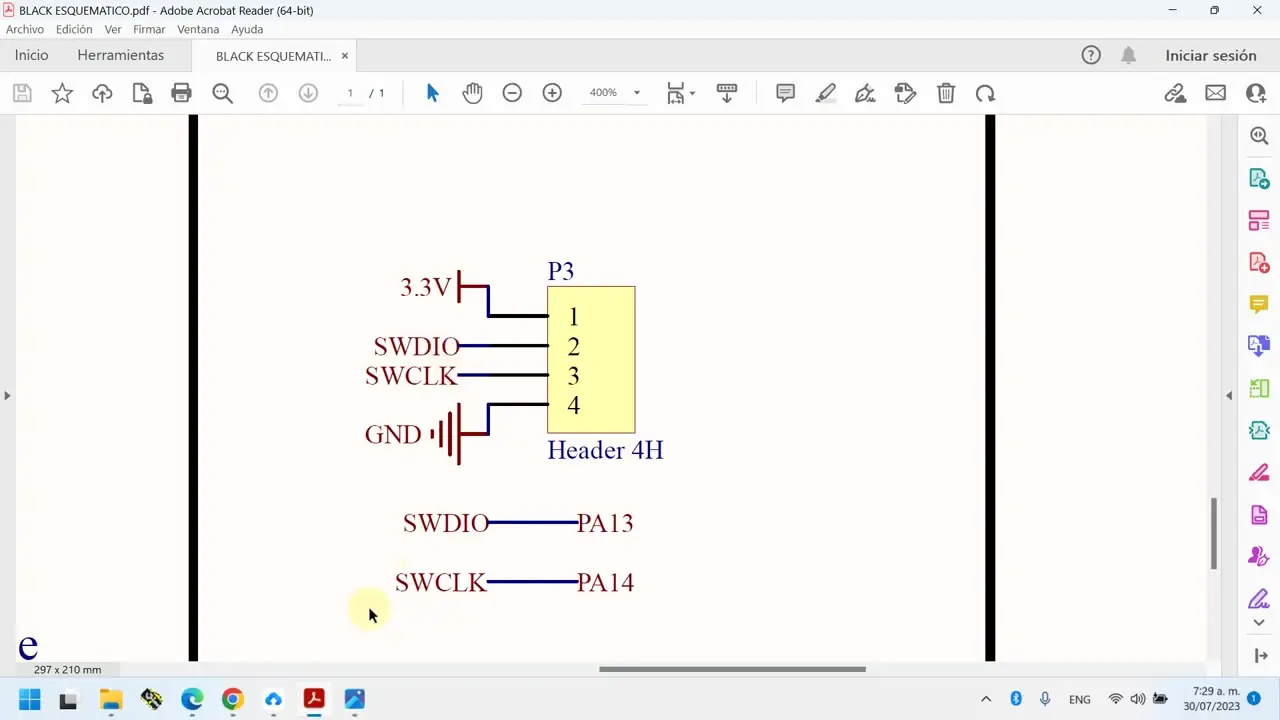 BLACK ESQUEMATICO.pdf - Adobe Acrobat Reader (64-bit)
Archivo Edición Ver Firmar Ventana Ayuda
Inicio Herramientas BLACK ESQUEMATI... × Iniciar sesión
1 / 1 400%
P3
3.3V 1
SWDIO 2
SWCLK 3
GND 4
Header 4H
SWDIO PA13
SWCLK PA14
e
297 x 210 mm
ENG 7:29 a. m.
30/07/2023 1